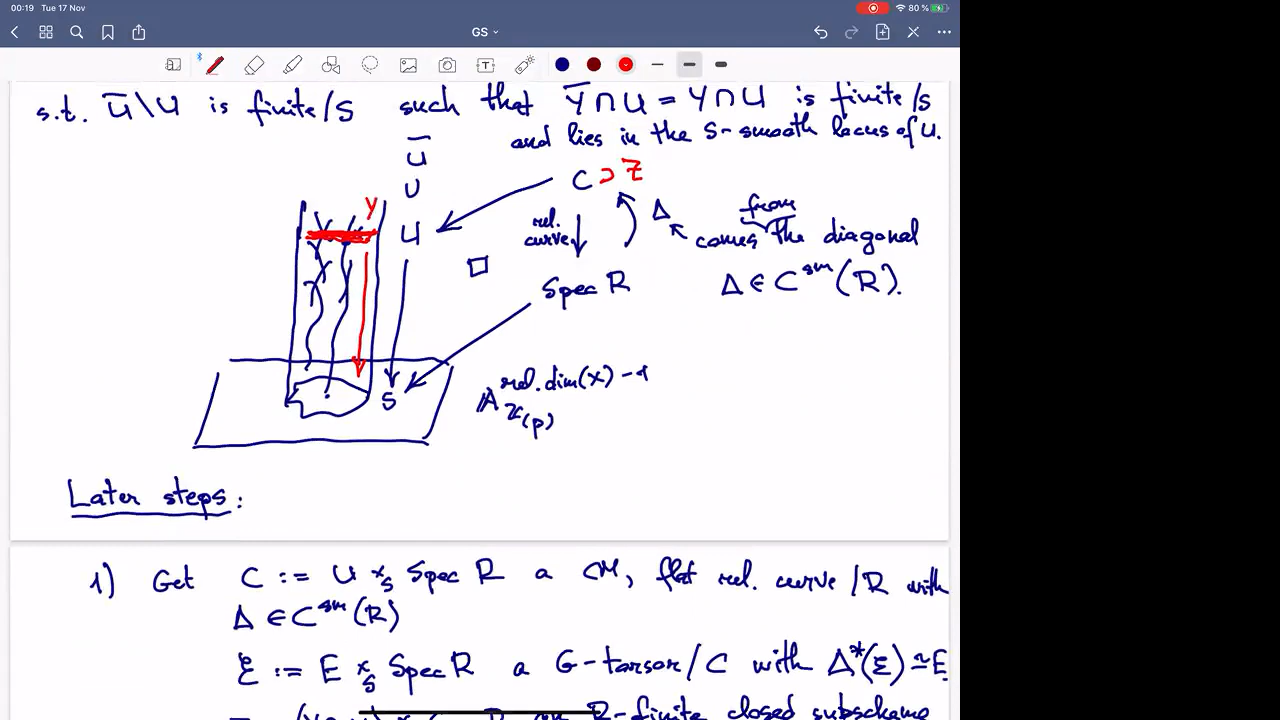 00:19 Tue 17 Nov
80 %
GS
s.t. U̅\U is finite/S such that Y̅∩U = Y∩U is finite/S
and lies in the S-smooth locus of U.
U̅
U
C ⊃ Z
Y
U
rel. curve
Δ
from
comes the diagonal
□
Spec R
Δ ∈ C^sm(R).
S
A^{rel.dim(X)-1}_{Z(p)}
Later steps:
1) Get C := U ×_S Spec R a CM, flat rel. curve/R with
Δ ∈ C^sm(R)
ℰ := E ×_S Spec R a G-torsor/C with Δ*(ℰ) ≃ E.
R-finite closed subscheme